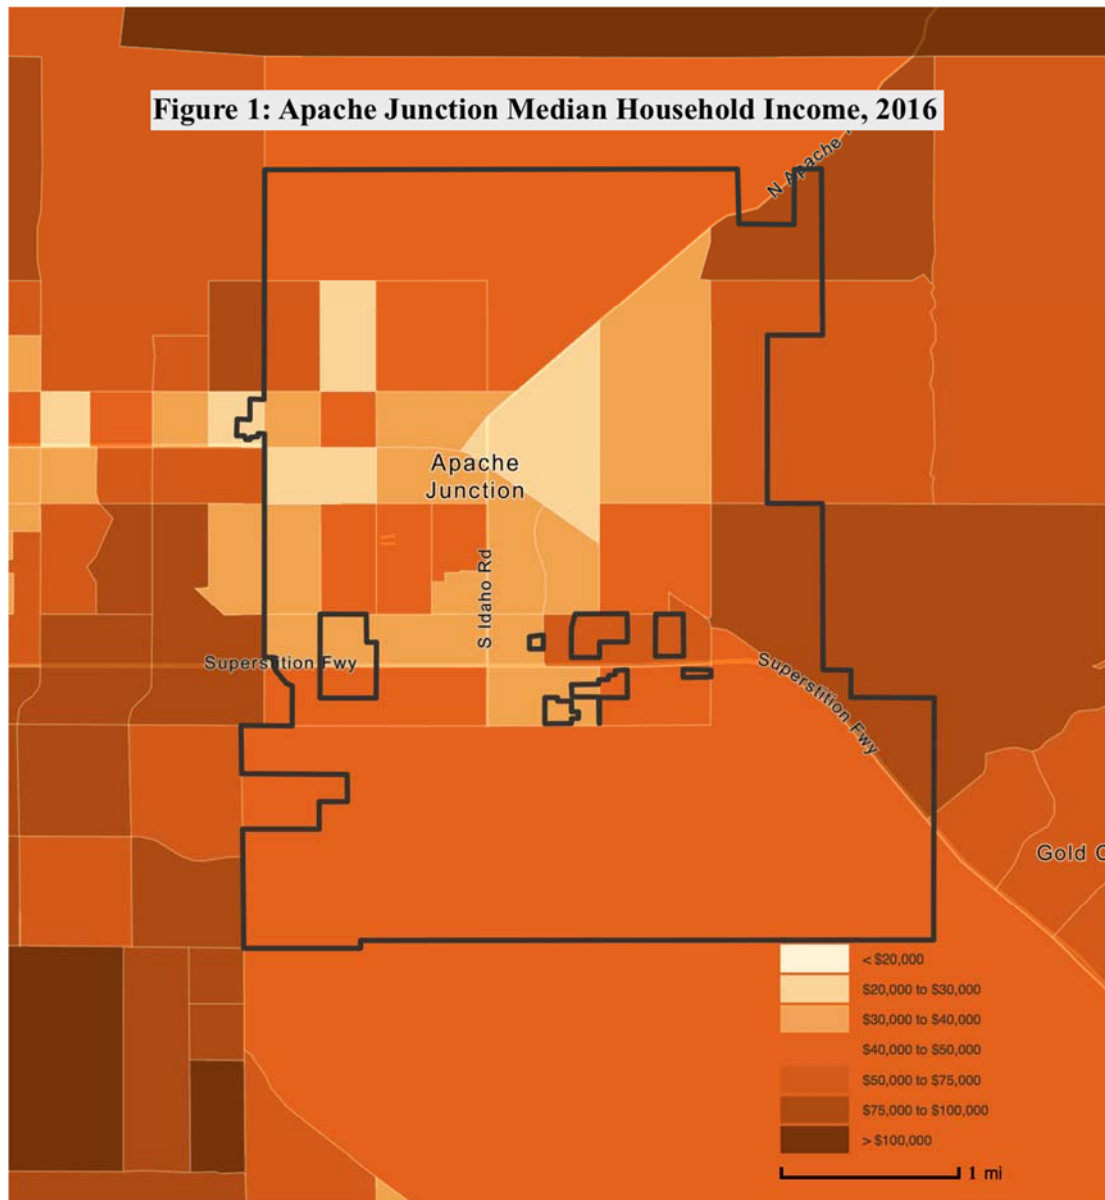 Figure 1: Apache Junction Median Household Income, 2016
N Apache
Apache
Junction
S Idaho Rd
Superstition Fwy
Superstition Fwy
Gold
< $20,000
$20,000 to $30,000
$30,000 to $40,000
$40,000 to $50,000
$50,000 to $75,000
$75,000 to $100,000
> $100,000
1 mi